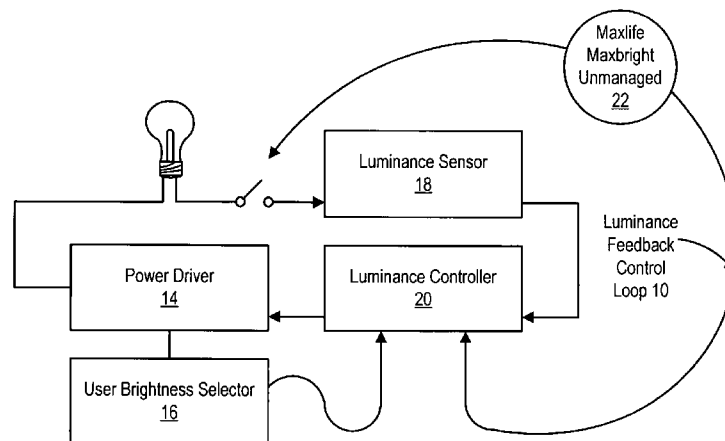 Maxlife
Maxbright
Unmanaged
22
Luminance Sensor
18
Luminance
Feedback
Control
Loop 10
Power Driver
14
Luminance Controller
20
User Brightness Selector
16